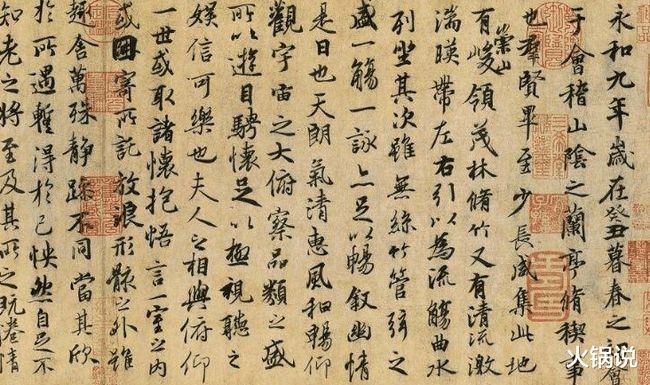 永和九年歲在癸丑暮春之初會
于會稽山陰之蘭亭脩稧事
也羣賢畢至少長咸集此地
有崇山峻領茂林脩竹又有清流激
湍暎帶左右引以為流觴曲水
列坐其次雖無絲竹管弦之
盛一觴一詠亦足以暢敘幽情
是日也天朗氣清惠風和暢仰
觀宇宙之大俯察品類之盛
所以遊目騁懷足以極視聽之
娛信可樂也夫人之相與俯仰
一世或取諸懷抱悟言一室之內
或因寄所託放浪形骸之外雖
趣舍萬殊靜躁不同當其欣
於所遇暫得於己怏然自足不
知老之將至及其所之既惓情
火锅说